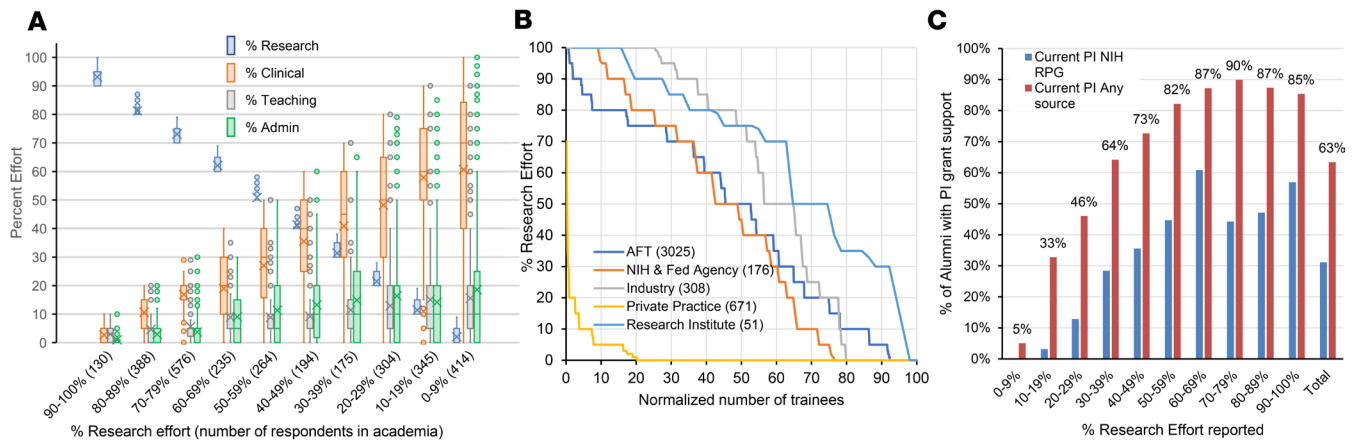 A
100
90
80
70
60
50
40
30
20
10
0
Percent Effort
% Research
% Clinical
% Teaching
% Admin
90-100% (130)
80-89% (388)
70-79% (576)
60-69% (235)
50-59% (264)
40-49% (194)
30-39% (175)
20-29% (304)
10-19% (345)
0-9% (414)
% Research effort (number of respondents in academia)
B
100
90
80
70
60
50
40
30
20
10
0
% Research Effort
AFT (3025)
NIH & Fed Agency (176)
Industry (308)
Private Practice (671)
Research Institute (51)
0 10 20 30 40 50 60 70 80 90 100
Normalized number of trainees
C
100%
90%
80%
70%
60%
50%
40%
30%
20%
10%
0%
% of Alumni with PI grant support
Current PI NIH
RPG
Current PI Any
source
5%
33%
46%
64%
73%
82%
87%
90%
87%
85%
63%
0-9%
10-19%
20-29%
30-39%
40-49%
50-59%
60-69%
70-79%
80-89%
90-100%
Total
% Research Effort reported